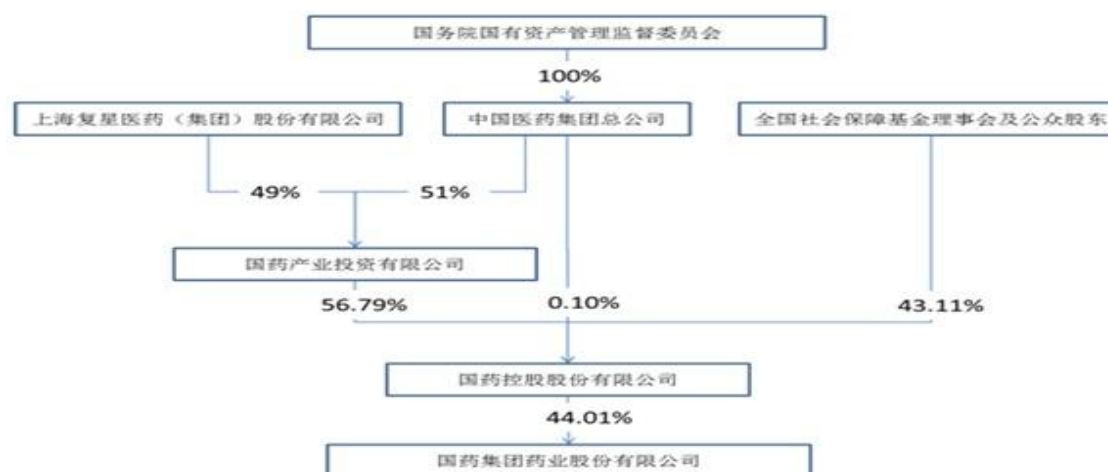 国务院国有资产管理监督委员会
100%
上海复星医药（集团）股份有限公司
中国医药集团总公司
全国社会保障基金理事会及公众股东
49%
51%
国药产业投资有限公司
56.79%
0.10%
43.11%
国药控股股份有限公司
44.01%
国药集团药业股份有限公司